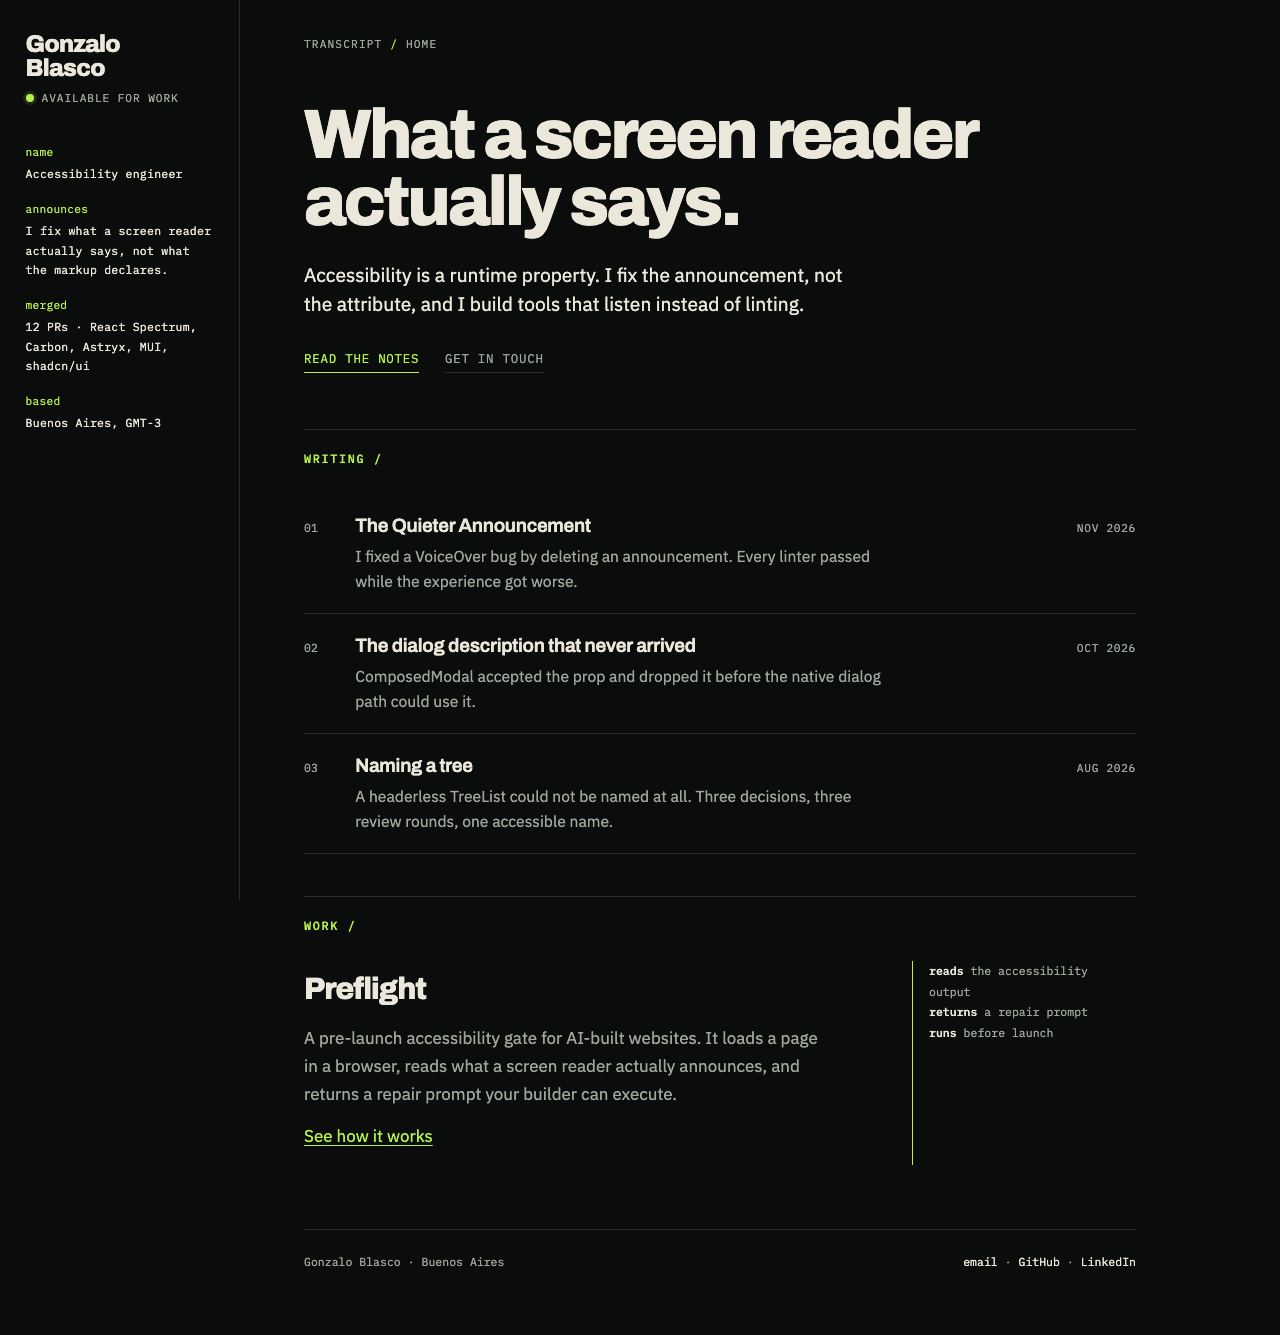 Gonzalo
Blasco
AVAILABLE FOR WORK
name
Accessibility engineer
announces
I fix what a screen reader
actually says, not what
the markup declares.
merged
12 PRs · React Spectrum,
Carbon, Astryx, MUI,
shadcn/ui
based
Buenos Aires, GMT-3
TRANSCRIPT / HOME
What a screen reader
actually says.
Accessibility is a runtime property. I fix the announcement, not
the attribute, and I build tools that listen instead of linting.
READ THE NOTES GET IN TOUCH
WRITING /
01 The Quieter Announcement NOV 2026
I fixed a VoiceOver bug by deleting an announcement. Every linter passed
while the experience got worse.
02 The dialog description that never arrived OCT 2026
ComposedModal accepted the prop and dropped it before the native dialog
path could use it.
03 Naming a tree AUG 2026
A headerless TreeList could not be named at all. Three decisions, three
review rounds, one accessible name.
WORK /
Preflight
A pre-launch accessibility gate for AI-built websites. It loads a page
in a browser, reads what a screen reader actually announces, and
returns a repair prompt your builder can execute.
See how it works
reads the accessibility
output
returns a repair prompt
runs before launch
Gonzalo Blasco · Buenos Aires
email · GitHub · LinkedIn